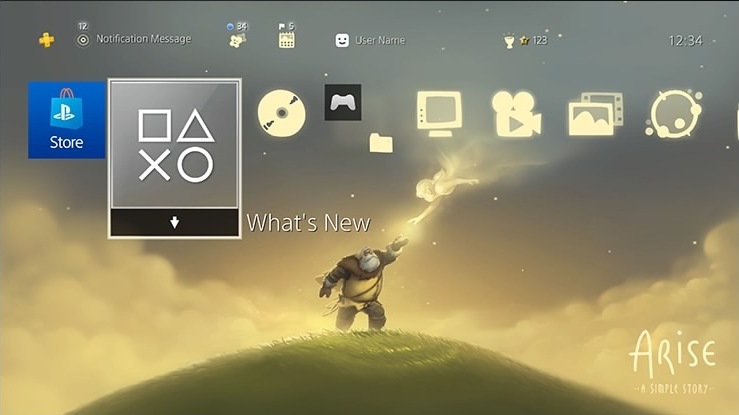 12
Notification Message
34
5
User Name
123
12:34
Store
What's New
ARiSE
A SIMPLE STORY